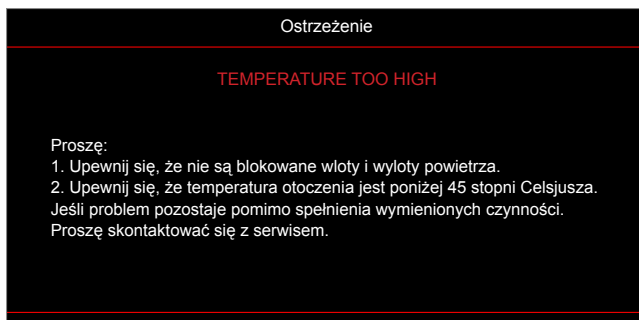 Ostrzeżenie
TEMPERATURE TOO HIGH
Proszę:
1. Upewnij się, że nie są blokowane wloty i wyloty powietrza.
2. Upewnij się, że temperatura otoczenia jest poniżej 45 stopni Celsjusza.
Jeśli problem pozostaje pomimo spełnienia wymienionych czynności.
Proszę skontaktować się z serwisem.